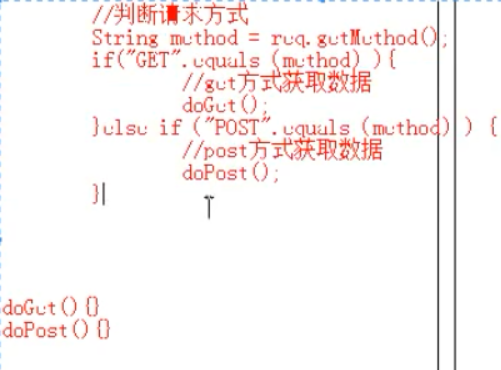 //判断请求方式
String method = req.getMethod();
if("GET".equals(method) ){
//get方式获取数据
doGet();
}else if ("POST".equals(method) ) {
//post方式获取数据
doPost();
}
doGet(){}
doPost(){}